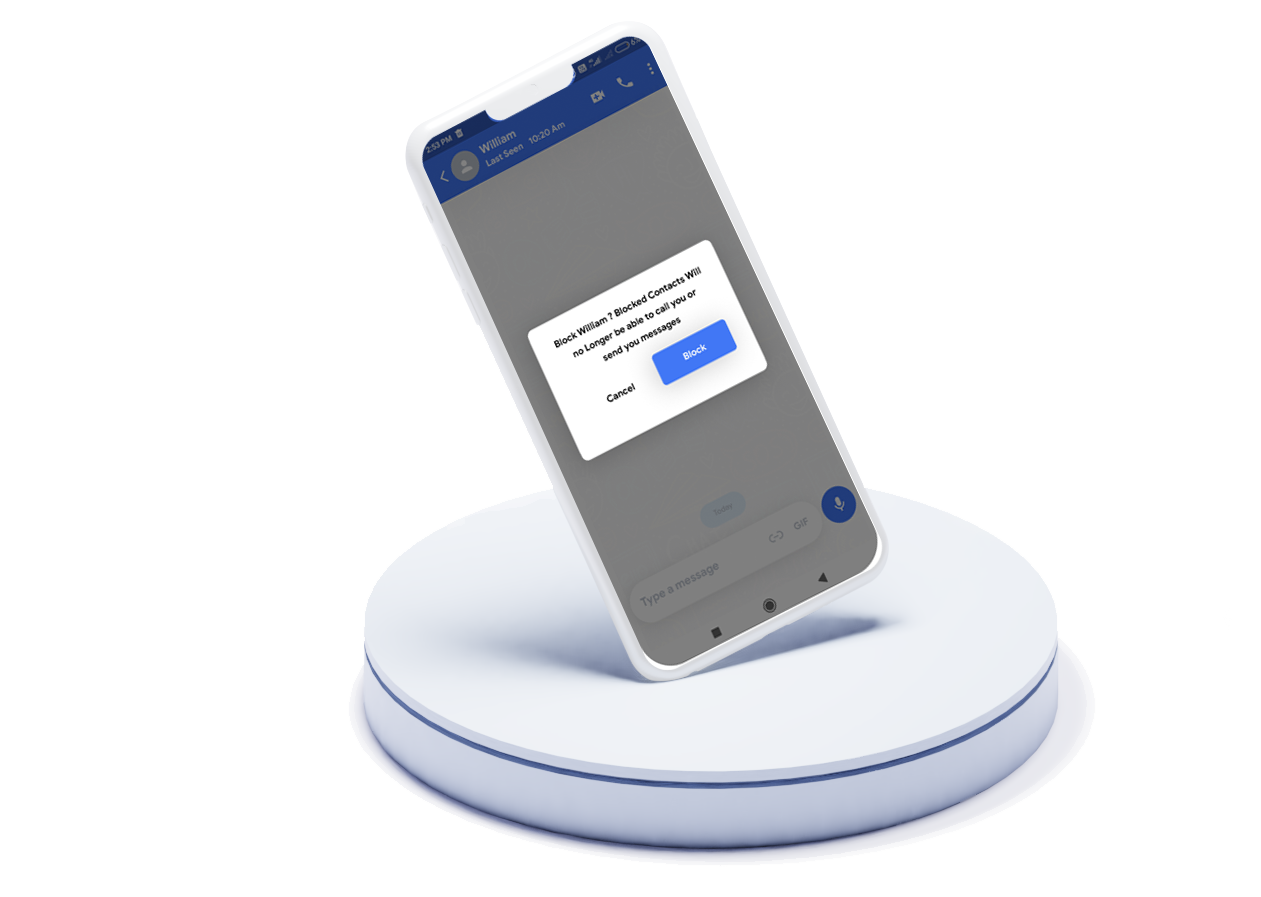 2:53 PM
William
Last Seen 10:20 Am
Block William ? Blocked Contacts Will
no Longer be able to call you or
send you messages
Cancel
Block
Today
Type a message
GIF